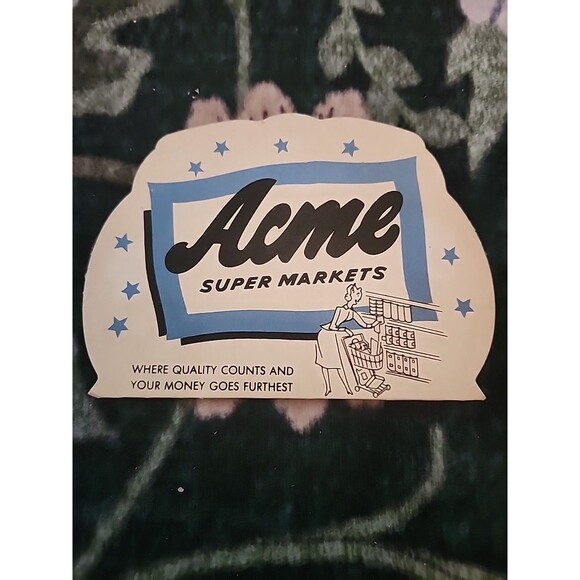 Acme
SUPER MARKETS
WHERE QUALITY COUNTS AND
YOUR MONEY GOES FURTHEST